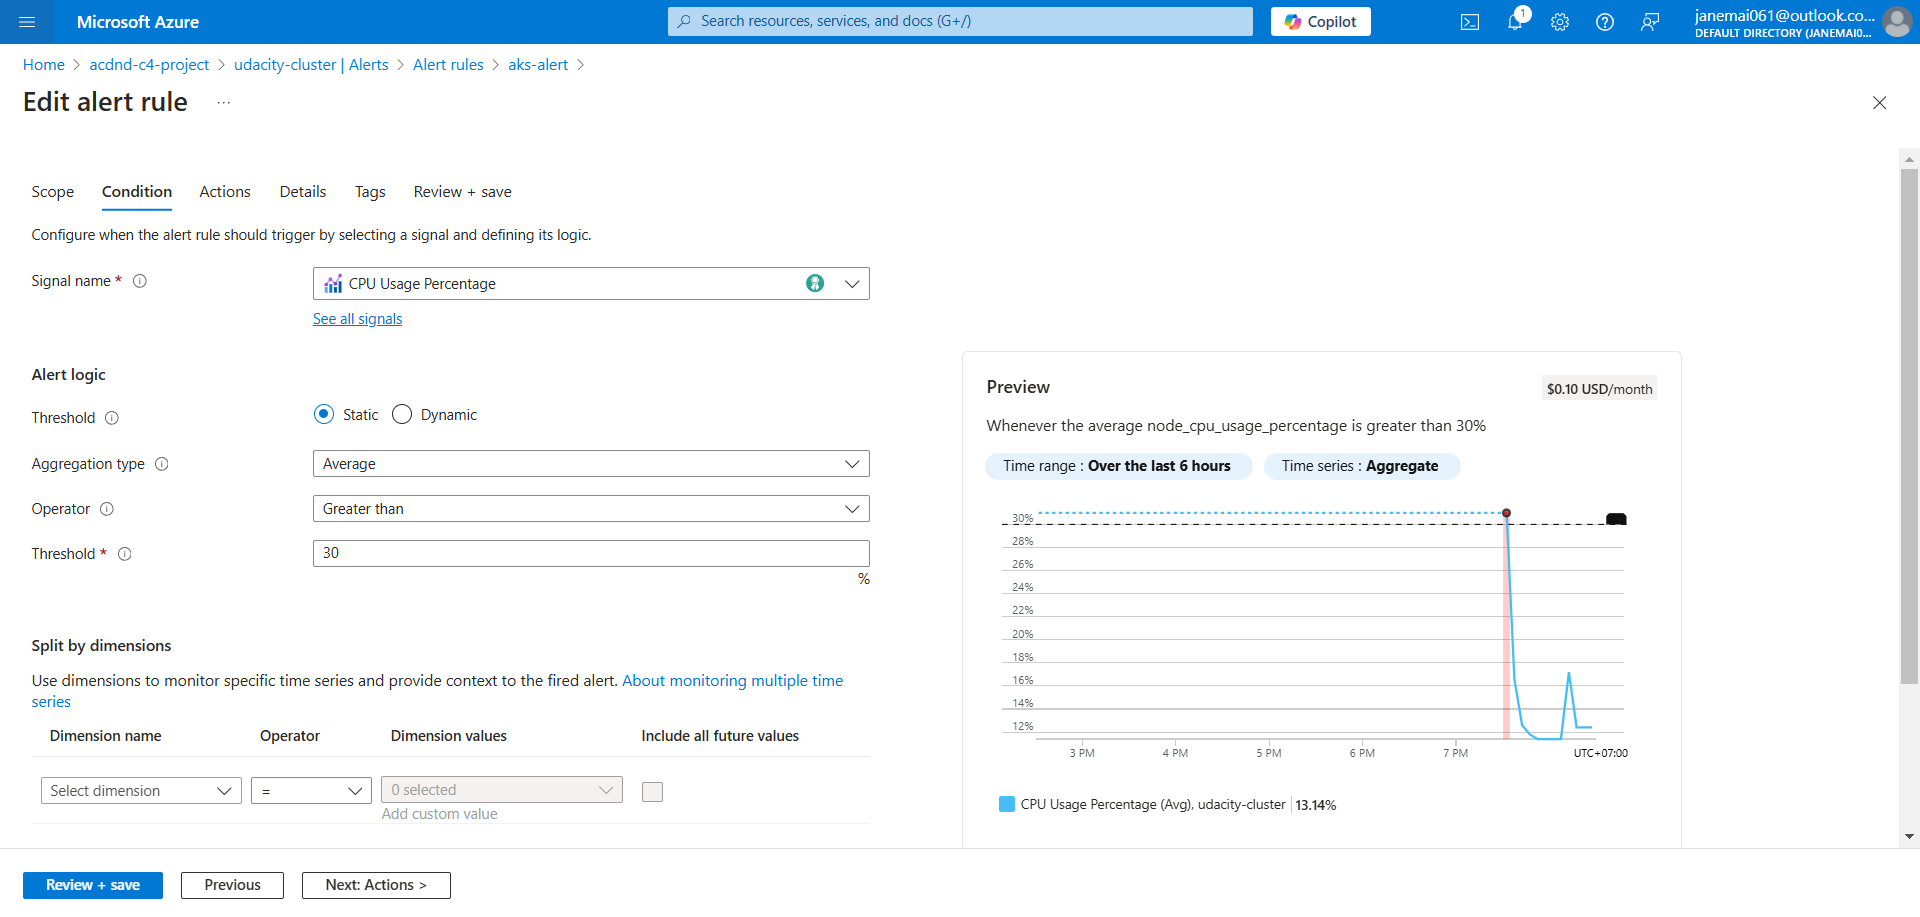 Microsoft Azure
Search resources, services, and docs (G+/)
Copilot
1
janemai061@outlook.co...
DEFAULT DIRECTORY (JANEMAI0...
Home > acdnd-c4-project > udacity-cluster | Alerts > Alert rules > aks-alert >
Edit alert rule ...
Scope Condition Actions Details Tags Review + save
Configure when the alert rule should trigger by selecting a signal and defining its logic.
Signal name *
CPU Usage Percentage
See all signals
Alert logic
Threshold
Static Dynamic
Aggregation type
Average
Operator
Greater than
Threshold *
30
%
Split by dimensions
Use dimensions to monitor specific time series and provide context to the fired alert. About monitoring multiple time
series
Dimension name Operator Dimension values Include all future values
Select dimension = 0 selected
Add custom value
Preview
$0.10 USD/month
Whenever the average node_cpu_usage_percentage is greater than 30%
Time range : Over the last 6 hours Time series : Aggregate
30%
28%
26%
24%
22%
20%
18%
16%
14%
12%
3 PM 4 PM 5 PM 6 PM 7 PM UTC+07:00
CPU Usage Percentage (Avg), udacity-cluster | 13.14%
Review + save Previous Next: Actions >